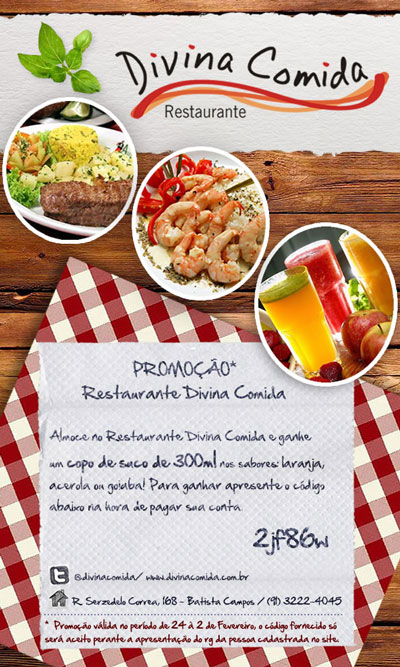 Divina Comida
Restaurante
PROMOÇÃO*
Restaurante Divina Comida
Almoce no Restaurante Divina Comida e ganhe
um copo de suco de 300ml nos sabores: laranja,
acerola ou goiaba! Para ganhar apresente o código
abaixo na hora de pagar sua conta.
2jf86w
@divinacomida/ www.divinacomida.com.br
R. Serzedelo Correa, 168 - Batista Campos / (91) 3222-4045
* Promoção válida no período de 24 à 2 de Fevereiro, o código fornecido só
será aceito perante a apresentação do rg da pessoa cadastrada no site.